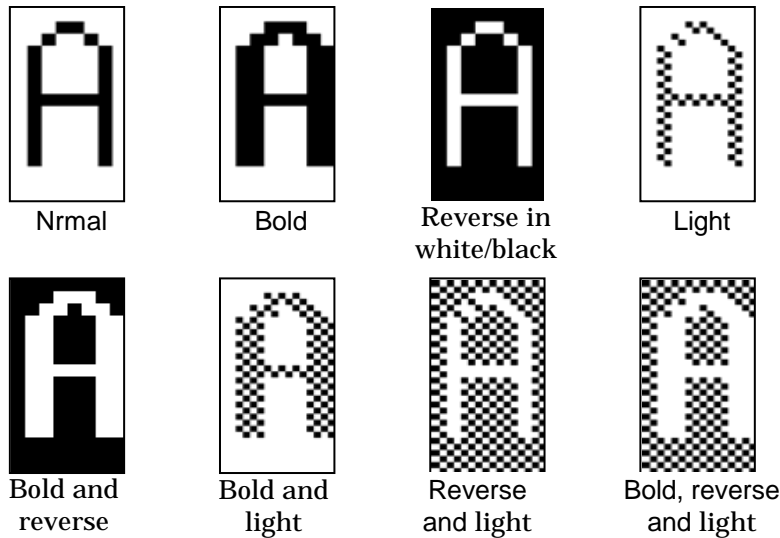 A A A A
Nrmal Bold Reverse in Light
white/black
A A A A
Bold and Bold and Reverse Bold, reverse
reverse light and light and light